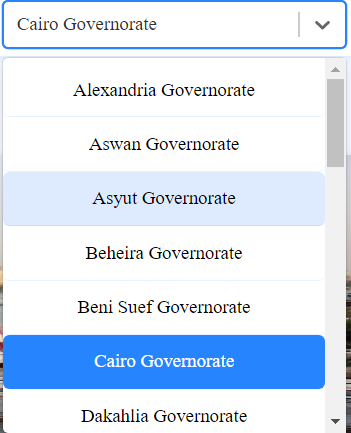 Cairo Governorate
Alexandria Governorate
Aswan Governorate
Asyut Governorate
Beheira Governorate
Beni Suef Governorate
Cairo Governorate
Dakahlia Governorate